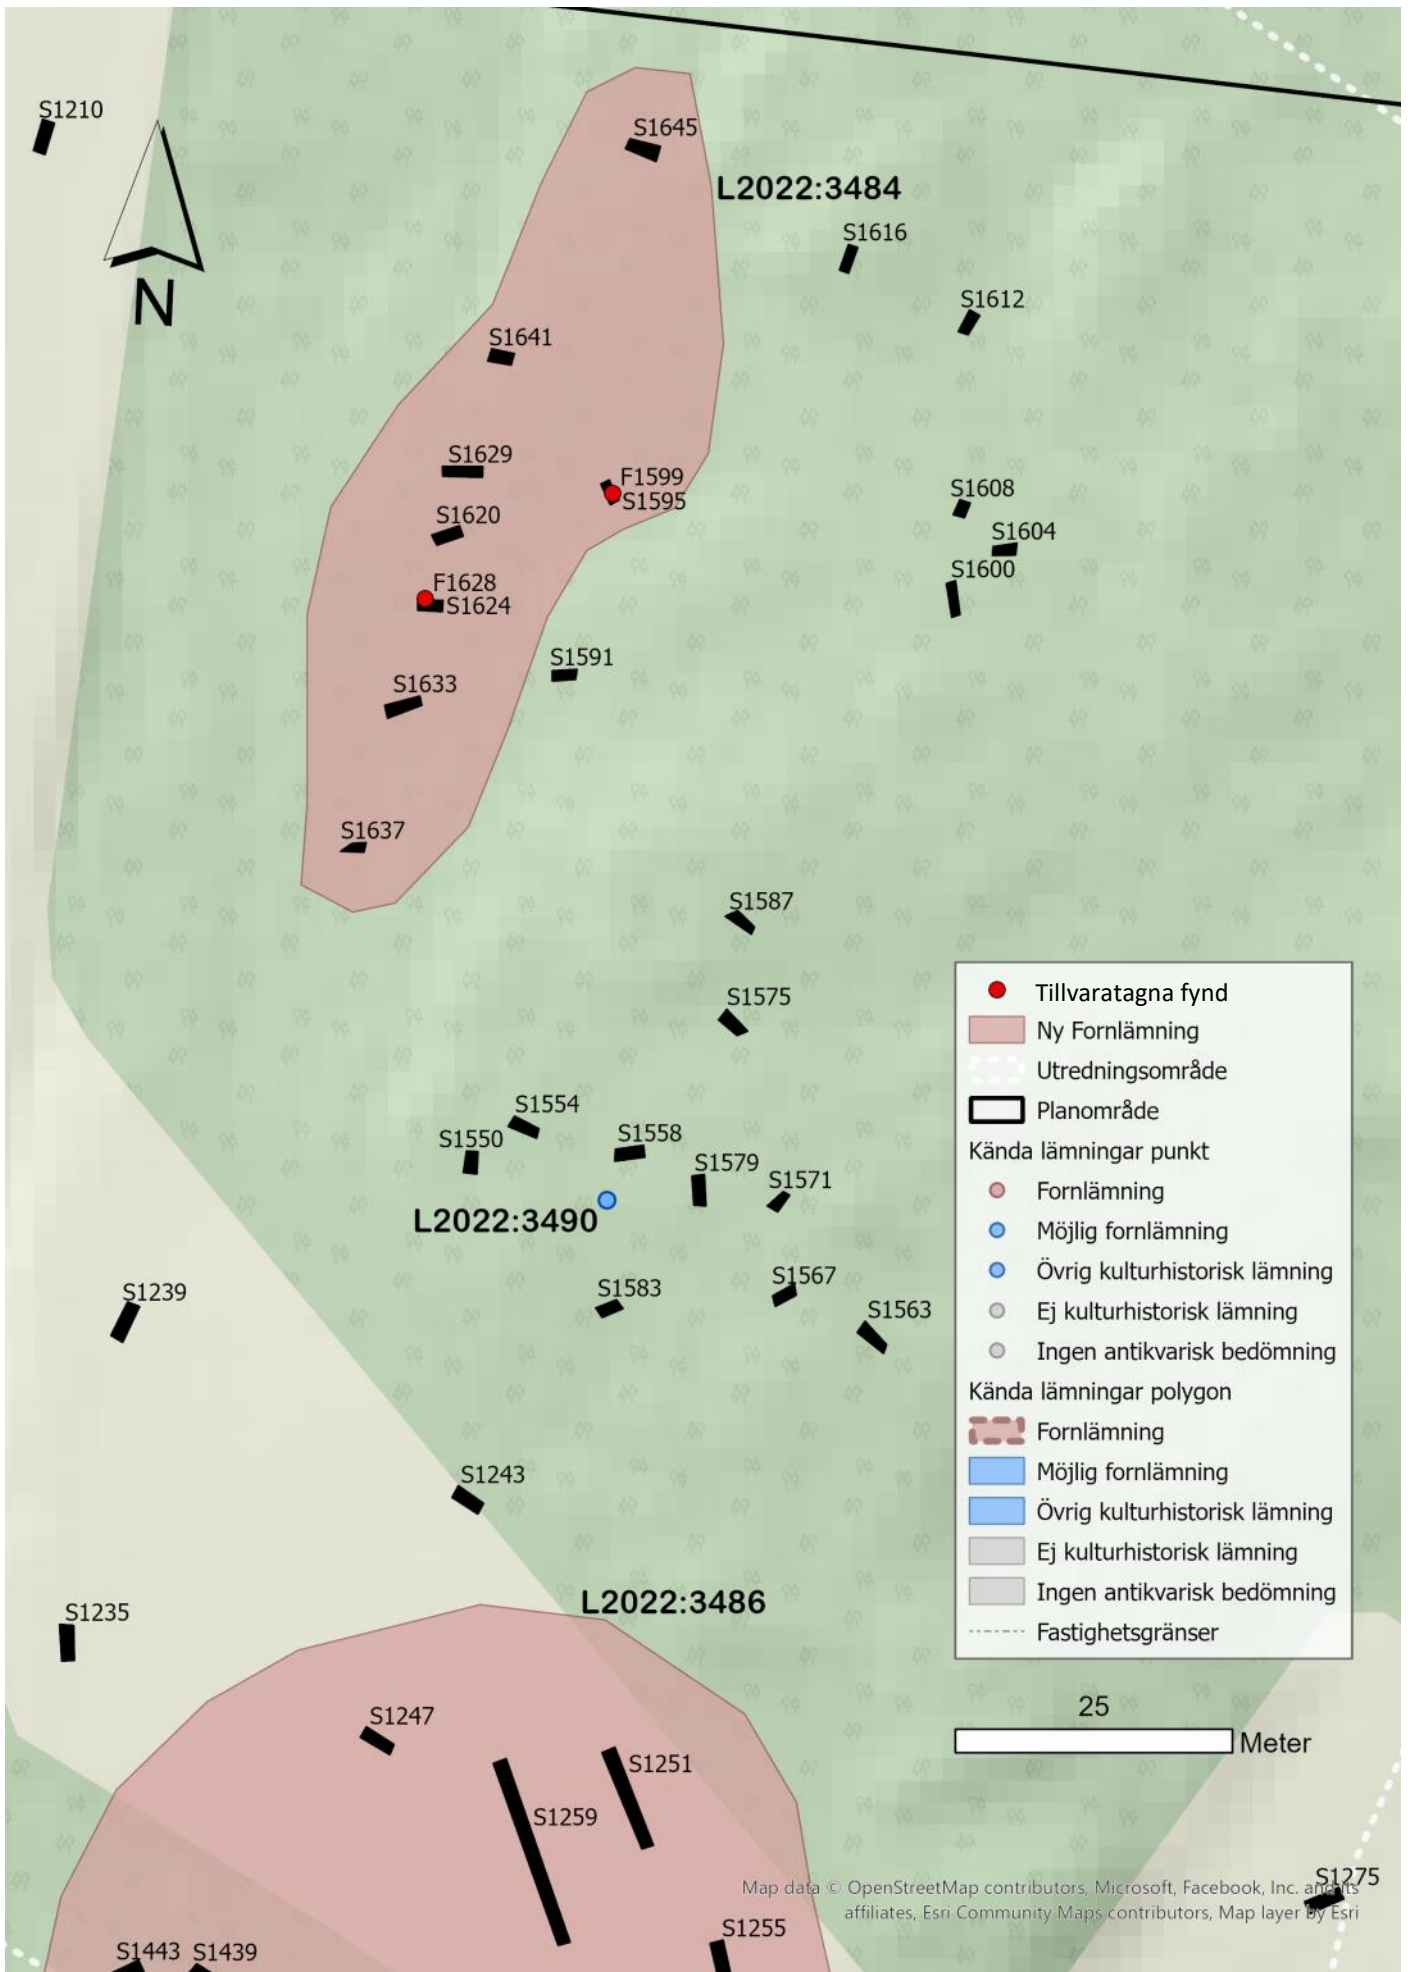 S1210
S1645
L2022:3484
S1616
N
S1612
S1641
S1629
F1599
S1595
S1608
S1620
S1604
S1600
F1628
S1624
S1591
S1633
S1637
S1587
S1575
S1554
S1550
S1558
S1579
S1571
L2022:3490
S1239
S1583
S1567
S1563
S1243
L2022:3486
S1235
S1247
S1251
S1259
S1255
S1443
S1439
S1275
Tillvaratagna fynd
Ny Fornlämning
Utredningsområde
Planområde
Kända lämningar punkt
Fornlämning
Möjlig fornlämning
Övrig kulturhistorisk lämning
Ej kulturhistorisk lämning
Ingen antikvarisk bedömning
Kända lämningar polygon
Fornlämning
Möjlig fornlämning
Övrig kulturhistorisk lämning
Ej kulturhistorisk lämning
Ingen antikvarisk bedömning
Fastighetsgränser
25
Meter
Map data © OpenStreetMap contributors, Microsoft, Facebook, Inc. and its
affiliates, Esri Community Maps contributors, Map layer by Esri